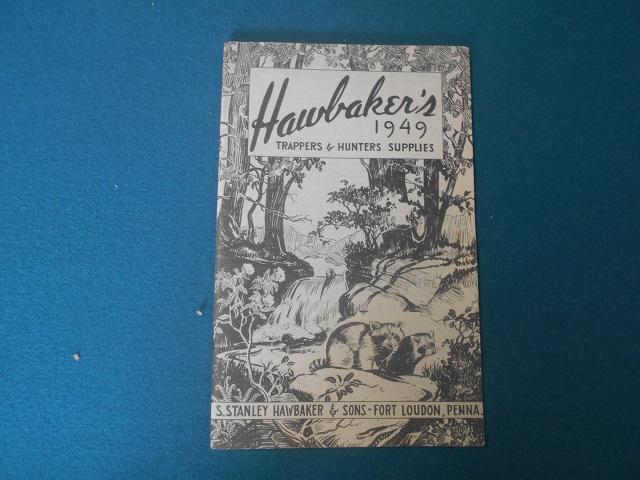 Hawbaker's
1949
TRAPPERS & HUNTERS SUPPLIES
S. STANLEY HAWBAKER & SONS - FORT LOUDON, PENNA.